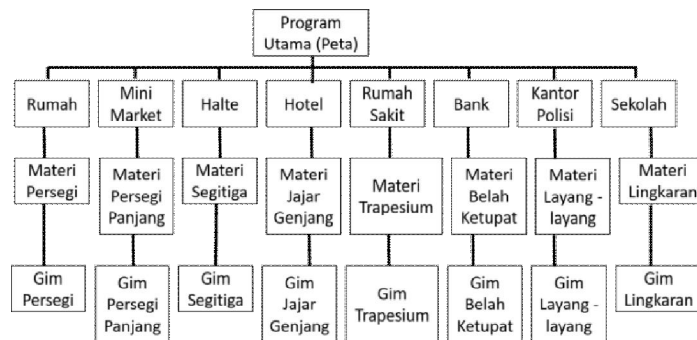 Program
Utama (Peta)
Rumah
Mini
Market
Halte
Hotel
Rumah
Sakit
Bank
Kantor
Polisi
Sekolah
Materi
Persegi
Materi
Persegi
Panjang
Materi
Segitiga
Materi
Jajar
Genjang
Materi
Trapesium
Materi
Belah
Ketupat
Materi
Layang -
layang
Materi
Lingkaran
Gim
Persegi
Gim
Persegi
Panjang
Gim
Segitiga
Gim
Jajar
Genjang
Gim
Trapesium
Gim
Belah
Ketupat
Gim
Layang -
layang
Gim
Lingkaran